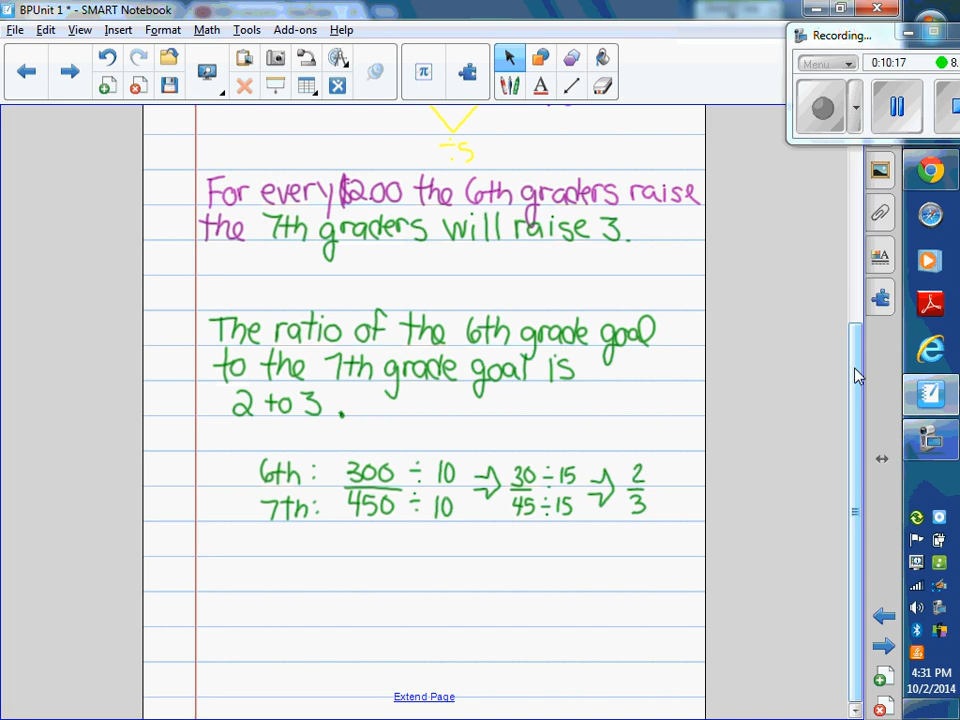 BPUnit 1 * - SMART Notebook
File Edit View Insert Format Math Tools Add-ons Help
Recording...
Menu 0:10:17 8.
÷5
For every $2.00 the 6th graders raise
the 7th graders will raise 3.
The ratio of the 6th grade goal
to the 7th grade goal is
2 to 3.
6th: 300 ÷ 10 ⇒ 30 ÷ 15 ⇒ 2
7th: 450 ÷ 10 45 ÷ 15 3
Extend Page
4:31 PM
10/2/2014